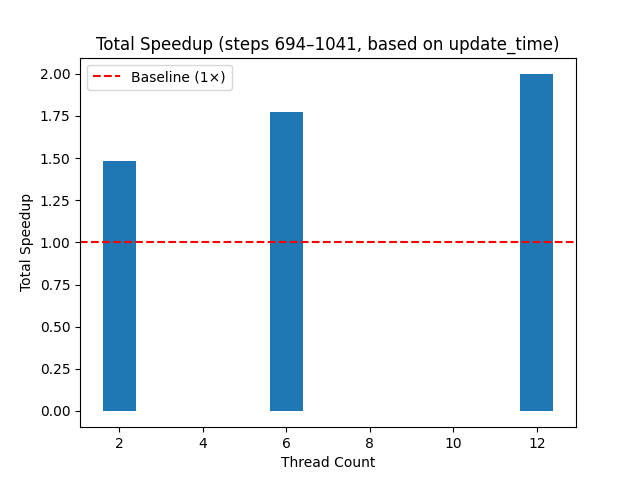 Total Speedup (steps 694–1041, based on update_time)
Baseline (1×)
2.00
1.75
1.50
1.25
1.00
0.75
0.50
0.25
0.00
Total Speedup
2 4 6 8 10 12
Thread Count